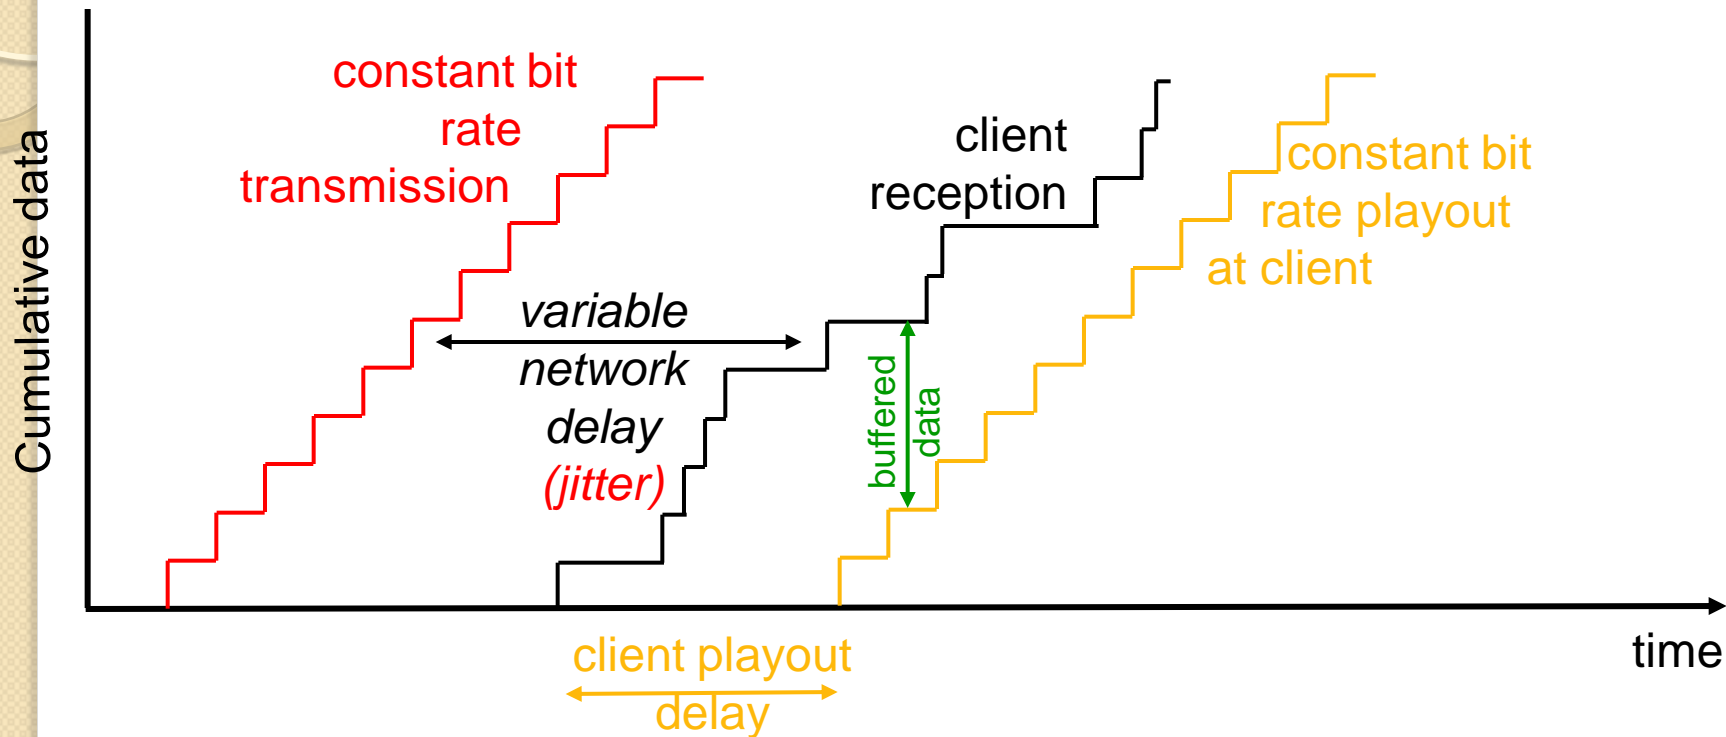 constant bit
rate
transmission
Cumulative data
variable
network
delay
(jitter)
client
reception
buffered
data
constant bit
rate playout
at client
time
client playout
delay